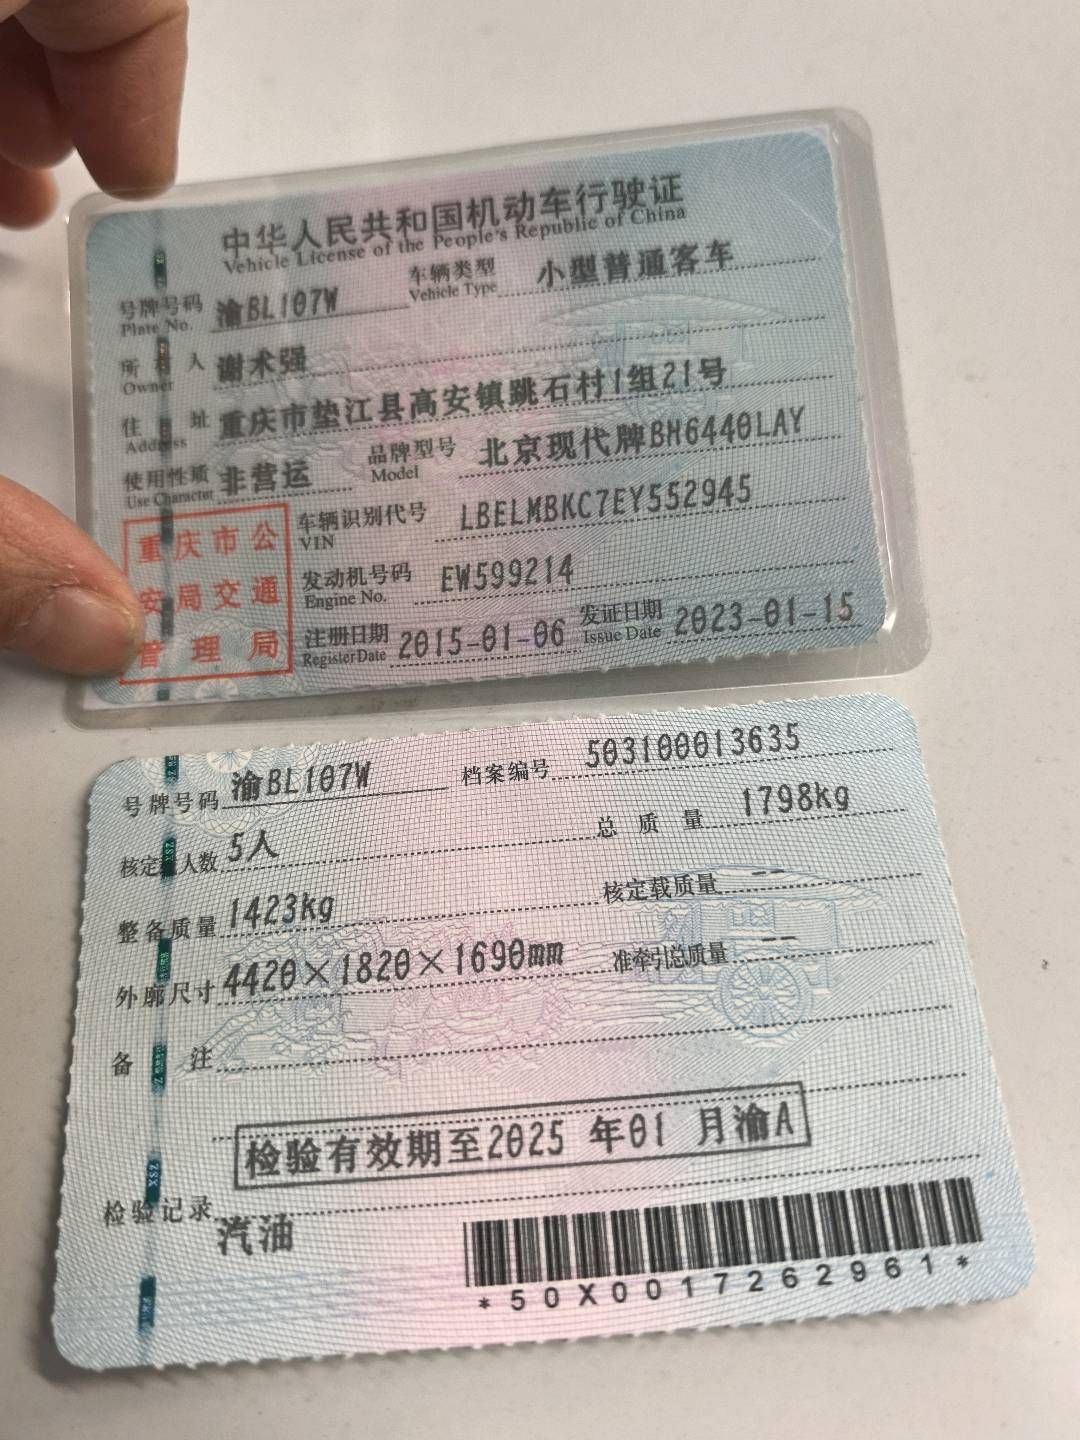 中华人民共和国机动车行驶证
Vehicle License of the People's Republic of China
号牌号码 渝BL107W 车辆类型 小型普通客车
Plate No. Vehicle Type
所有人 谢术强
Owner
住址 重庆市垫江县高安镇跳石村1组21号
Address
使用性质 非营运 品牌型号 北京现代牌BH6440LAY
Use Character Model
重庆市公安局交通管理局
车辆识别代号 LBELMBKC7EY552945
VIN
发动机号码 EW599214
Engine No.
注册日期 2015-01-06 发证日期 2023-01-15
Register Date Issue Date
号牌号码 渝BL107W 档案编号 503100013635
核定载人数 5人 总质量 1798kg
整备质量 1423kg 核定载质量 --
外廓尺寸 4420×1820×1690mm 准牵引总质量 --
备注
检验有效期至2025年01月渝A
检验记录
汽油
*50X0017262961*